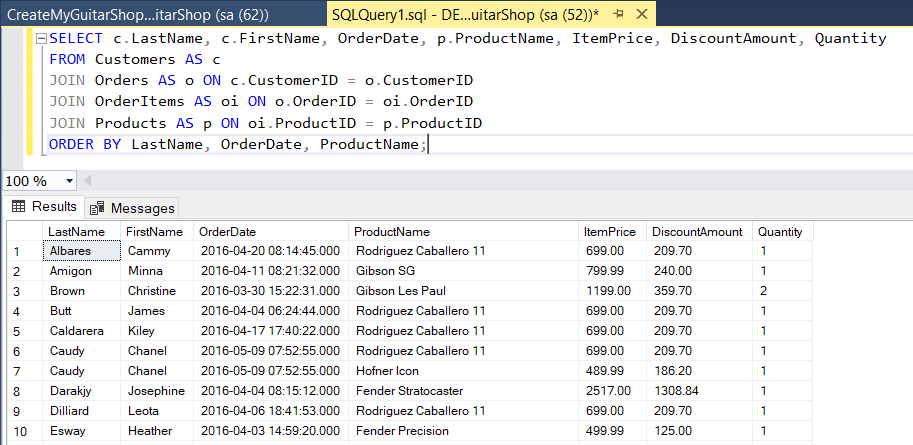 CreateMyGuitarShop...itarShop (sa (62))    SQLQuery1.sql - DE...uitarShop (sa (52))*
SELECT c.LastName, c.FirstName, OrderDate, p.ProductName, ItemPrice, DiscountAmount, Quantity
FROM Customers AS c
JOIN Orders AS o ON c.CustomerID = o.CustomerID
JOIN OrderItems AS oi ON o.OrderID = oi.OrderID
JOIN Products AS p ON oi.ProductID = p.ProductID
ORDER BY LastName, OrderDate, ProductName;
100 %
Results    Messages
LastName FirstName OrderDate ProductName ItemPrice DiscountAmount Quantity
1 Albares Cammy 2016-04-20 08:14:45.000 Rodriguez Caballero 11 699.00 209.70 1
2 Amigon Minna 2016-04-11 08:21:32.000 Gibson SG 799.99 240.00 1
3 Brown Christine 2016-03-30 15:22:31.000 Gibson Les Paul 1199.00 359.70 2
4 Butt James 2016-04-04 06:24:44.000 Rodriguez Caballero 11 699.00 209.70 1
5 Caldarera Kiley 2016-04-17 17:40:22.000 Rodriguez Caballero 11 699.00 209.70 1
6 Caudy Chanel 2016-05-09 07:52:55.000 Rodriguez Caballero 11 699.00 209.70 1
7 Caudy Chanel 2016-05-09 07:52:55.000 Hofner Icon 489.99 186.20 1
8 Darakjy Josephine 2016-04-04 08:15:12.000 Fender Stratocaster 2517.00 1308.84 1
9 Dilliard Leota 2016-04-06 18:41:53.000 Rodriguez Caballero 11 699.00 209.70 1
10 Esway Heather 2016-04-03 14:59:20.000 Fender Precision 499.99 125.00 1